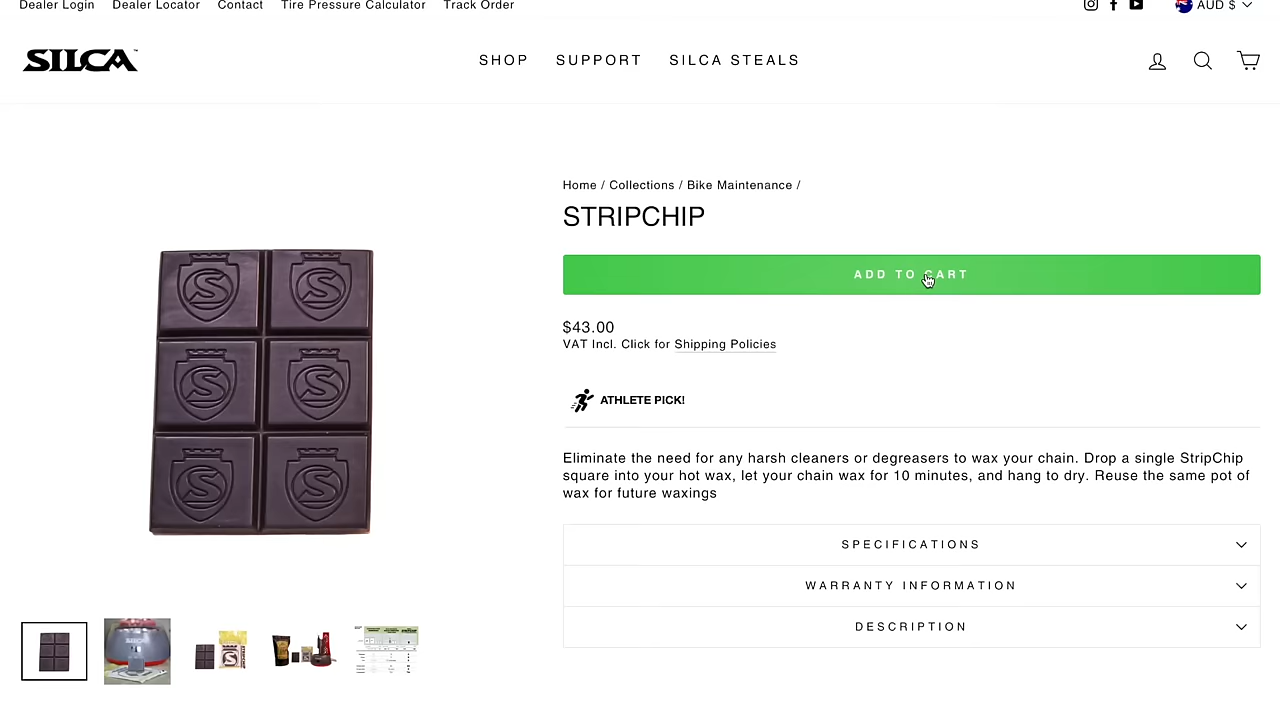 Dealer Login Dealer Locator Contact Tire Pressure Calculator Track Order AUD $
SILCA
SHOP SUPPORT SILCA STEALS
Home / Collections / Bike Maintenance /
STRIPCHIP
ADD TO CART
$43.00
VAT Incl. Click for Shipping Policies
ATHLETE PICK!
Eliminate the need for any harsh cleaners or degreasers to wax your chain. Drop a single StripChip
square into your hot wax, let your chain wax for 10 minutes, and hang to dry. Reuse the same pot of
wax for future waxings
SPECIFICATIONS
WARRANTY INFORMATION
DESCRIPTION